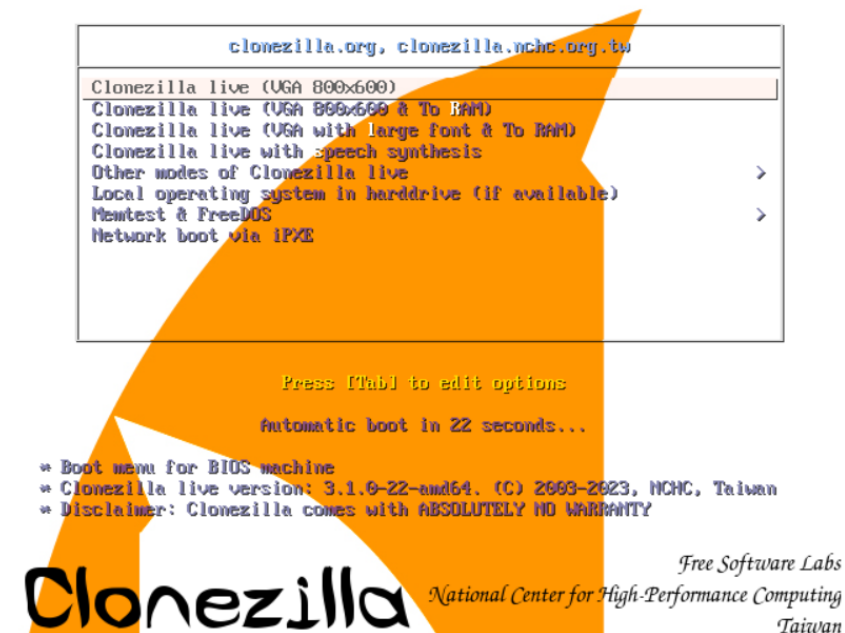 clonezilla.org, clonezilla.nchc.org.tw
Clonezilla live (VGA 800x600)
Clonezilla live (VGA 800x600 & To RAM)
Clonezilla live (VGA with large font & To RAM)
Clonezilla live with speech synthesis
Other modes of Clonezilla live >
Local operating system in harddrive (if available)
Memtest & FreeDOS >
Network boot via iPXE
Press [Tab] to edit options
Automatic boot in 22 seconds...
* Boot menu for BIOS machine
* Clonezilla live version: 3.1.0-22-amd64. (C) 2003-2023, NCHC, Taiwan
* Disclaimer: Clonezilla comes with ABSOLUTELY NO WARRANTY
Free Software Labs
Clonezilla National Center for High-Performance Computing
Taiwan